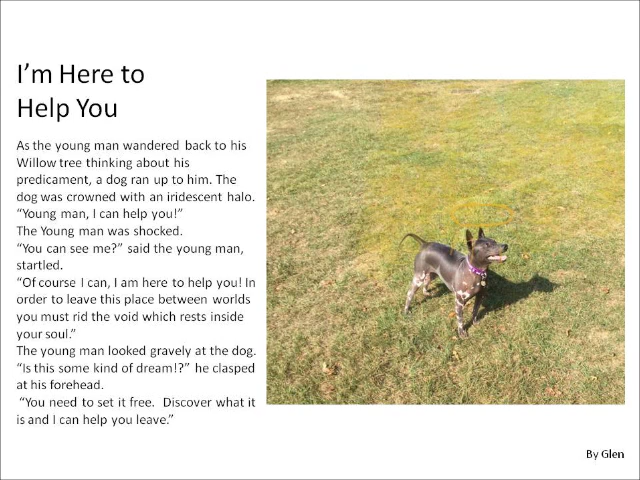 I’m Here to
Help You
As the young man wandered back to his
Willow tree thinking about his
predicament, a dog ran up to him. The
dog was crowned with an iridescent halo.
“Young man, I can help you!”
The Young man was shocked.
“You can see me?” said the young man,
startled.
“Of course I can, I am here to help you! In
order to leave this place between worlds
you must rid the void which rests inside
your soul.”
The young man looked gravely at the dog.
“Is this some kind of dream!?” he clasped
at his forehead.
“You need to set it free.  Discover what it
is and I can help you leave.”
By Glen